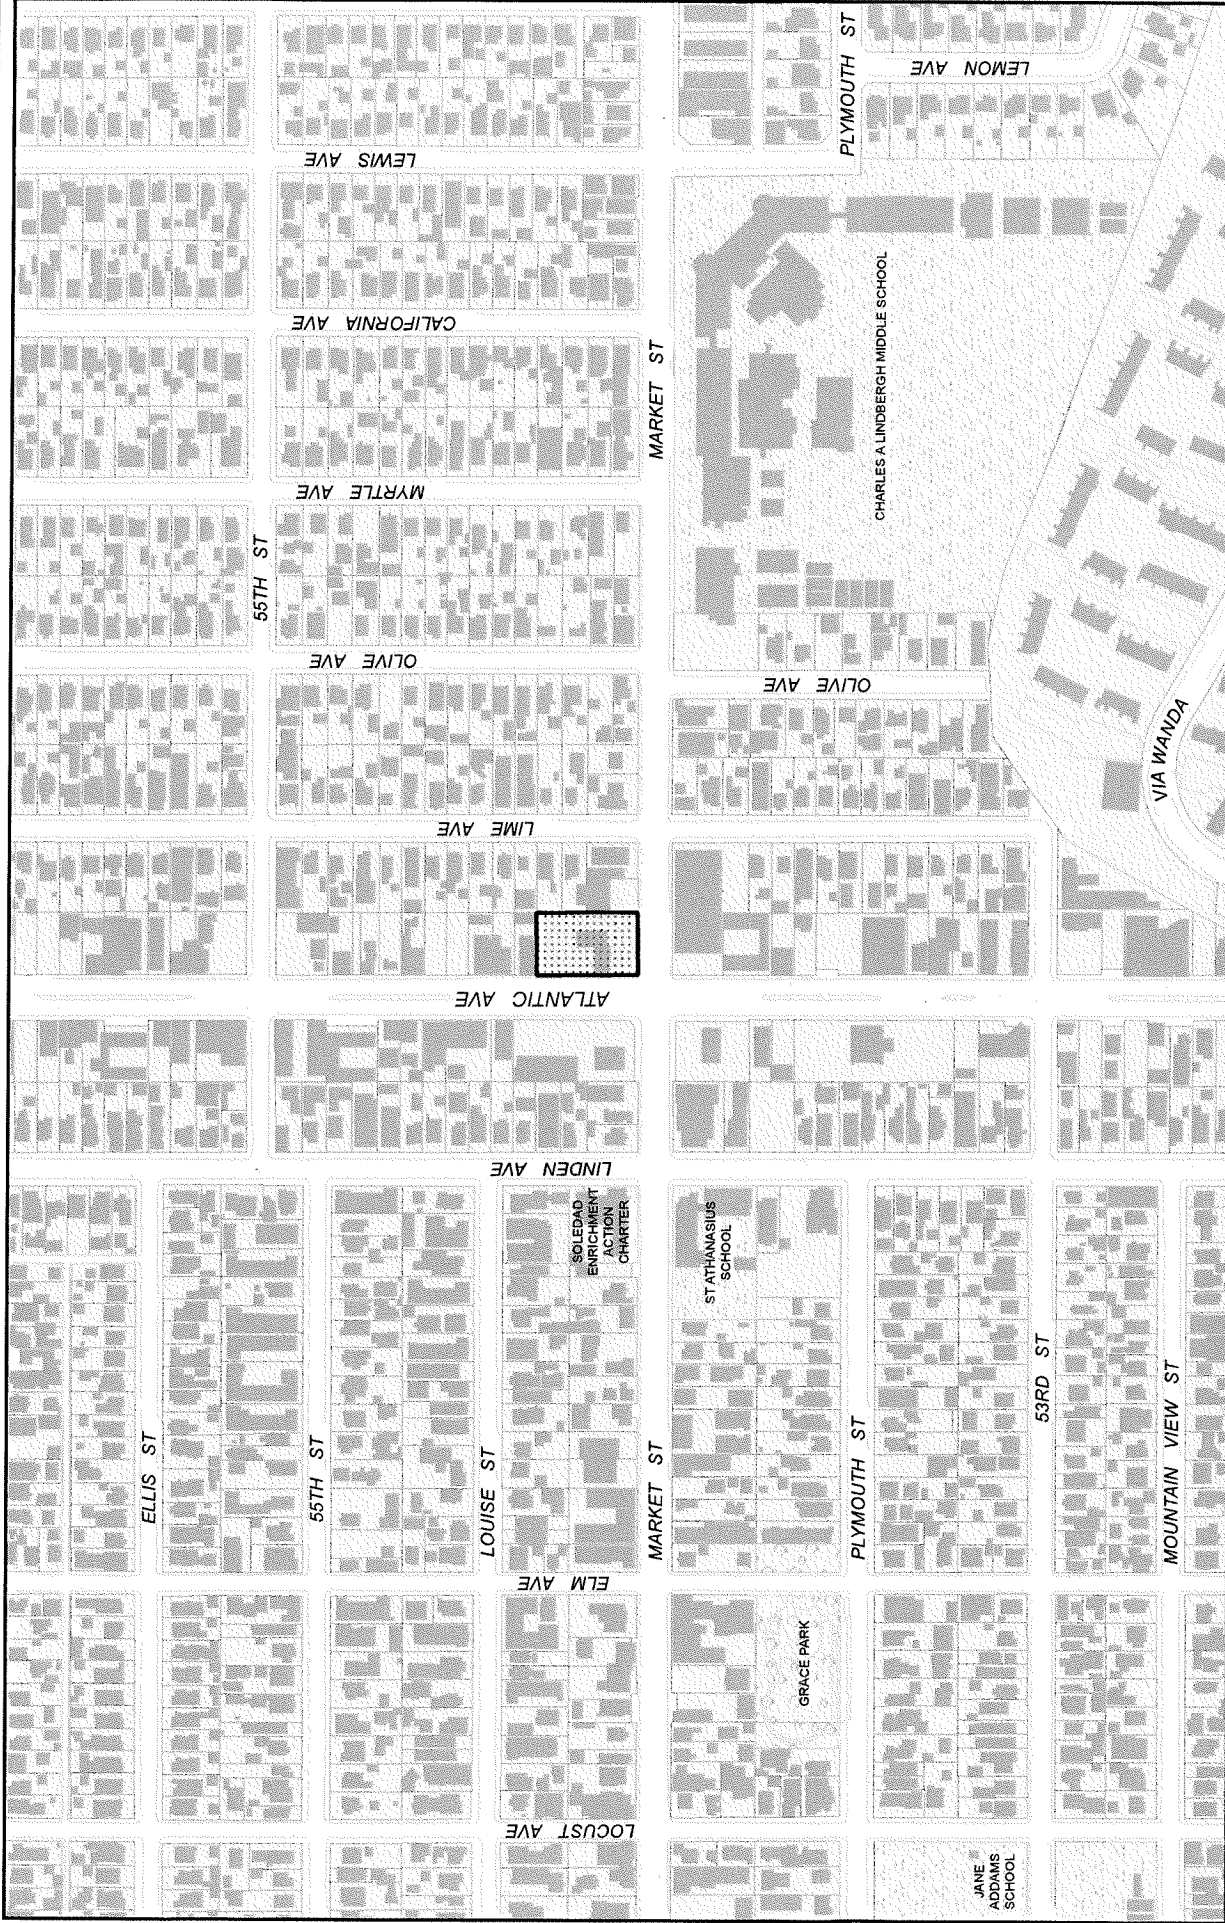 PLYMOUTH ST
LEMON AVE
LEWIS AVE
CALIFORNIA AVE
MARKET ST
CHARLES A LINDBERGH MIDDLE SCHOOL
MYRTLE AVE
55TH ST
OLIVE AVE
OLIVE AVE
VIA WANDA
LIME AVE
ATLANTIC AVE
LINDEN AVE
SOLEDAD
ENRICHMENT
ACTION
CHARTER
ST ATHANASIUS
SCHOOL
ELLIS ST
55TH ST
LOUISE ST
MARKET ST
PLYMOUTH ST
53RD ST
MOUNTAIN VIEW ST
ELM AVE
GRACE PARK
LOCUST AVE
JANE
ADDAMS
SCHOOL